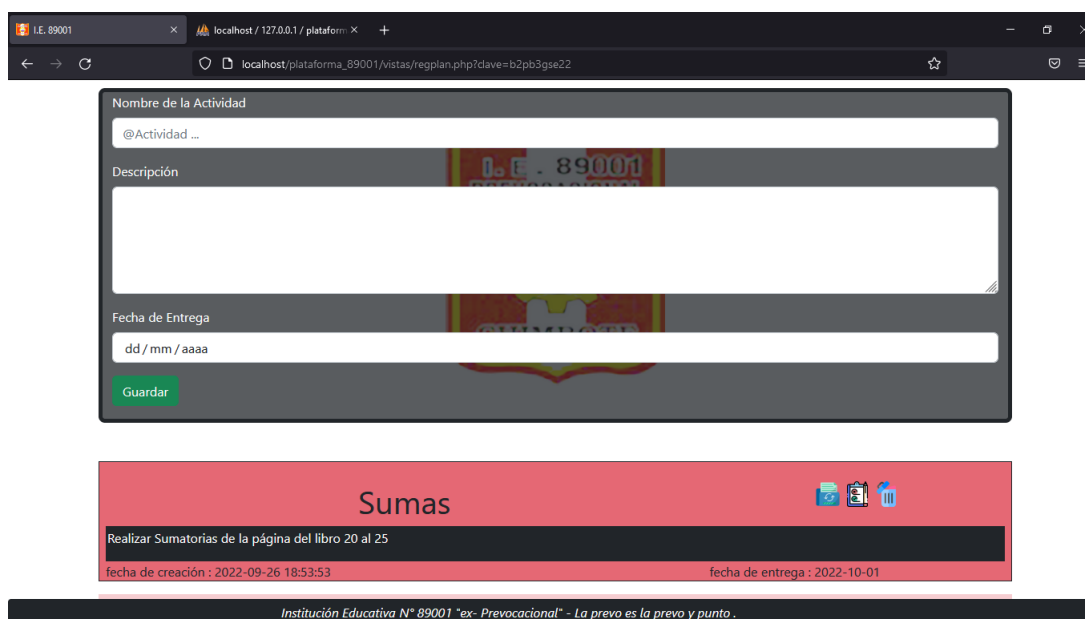 I.E. 89001
localhost / 127.0.0.1 / plataform
localhost/plataforma_89001/vistas/regplan.php?clave=b2pb3gse22
Nombre de la Actividad
@Actividad ...
I. E . 89001
Descripción
Fecha de Entrega
CHIMBOTE
dd / mm / aaaa
Guardar
Sumas
Realizar Sumatorias de la página del libro 20 al 25
fecha de creación : 2022-09-26 18:53:53 fecha de entrega : 2022-10-01
Institución Educativa N° 89001 "ex- Prevocacional" - La prevo es la prevo y punto .